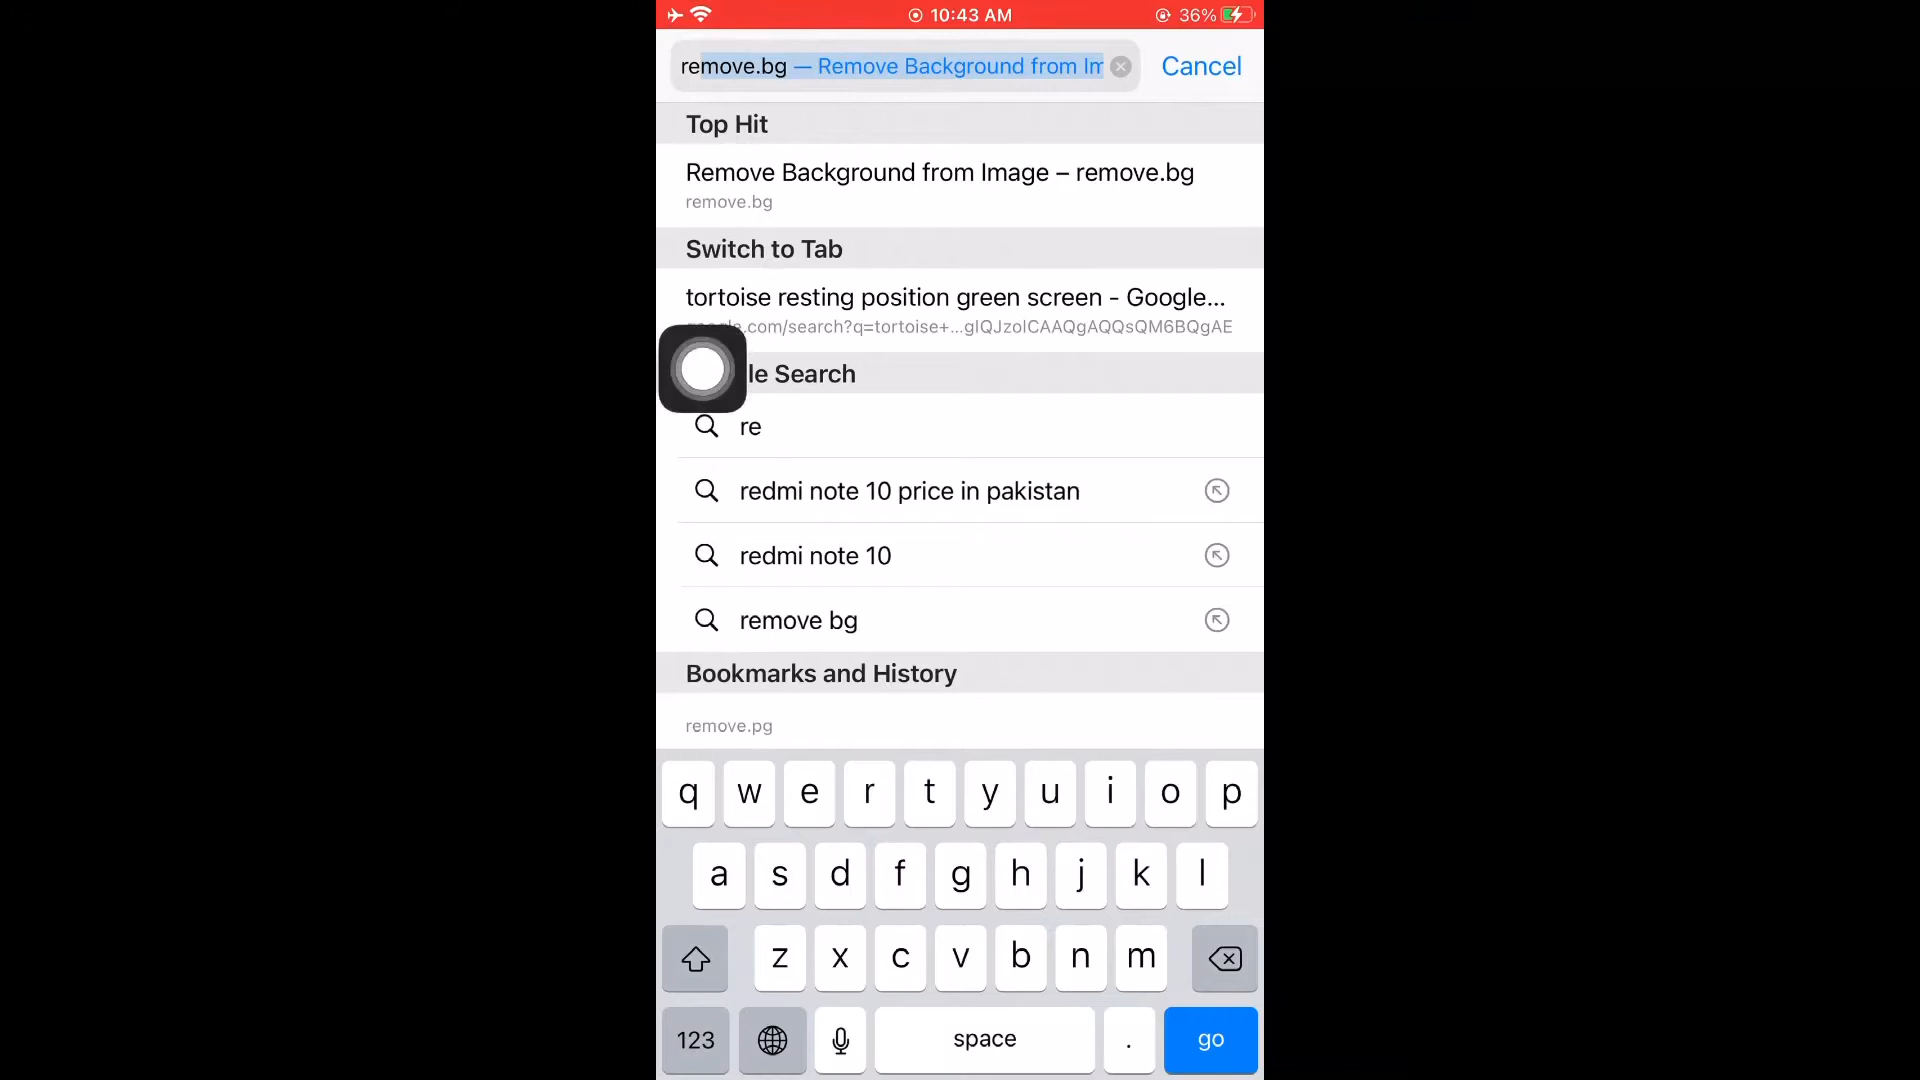 10:43 AM
36%
remove.bg — Remove Background from Im
Cancel
Top Hit
Remove Background from Image – remove.bg
remove.bg
Switch to Tab
tortoise resting position green screen - Google...
.com/search?q=tortoise+...gIQJzoICAAQgAQQsQM6BQgAE
le Search
re
redmi note 10 price in pakistan
redmi note 10
remove bg
Bookmarks and History
remove.pg
q w e r t y u i o p
a s d f g h j k l
z x c v b n m
123 space . go